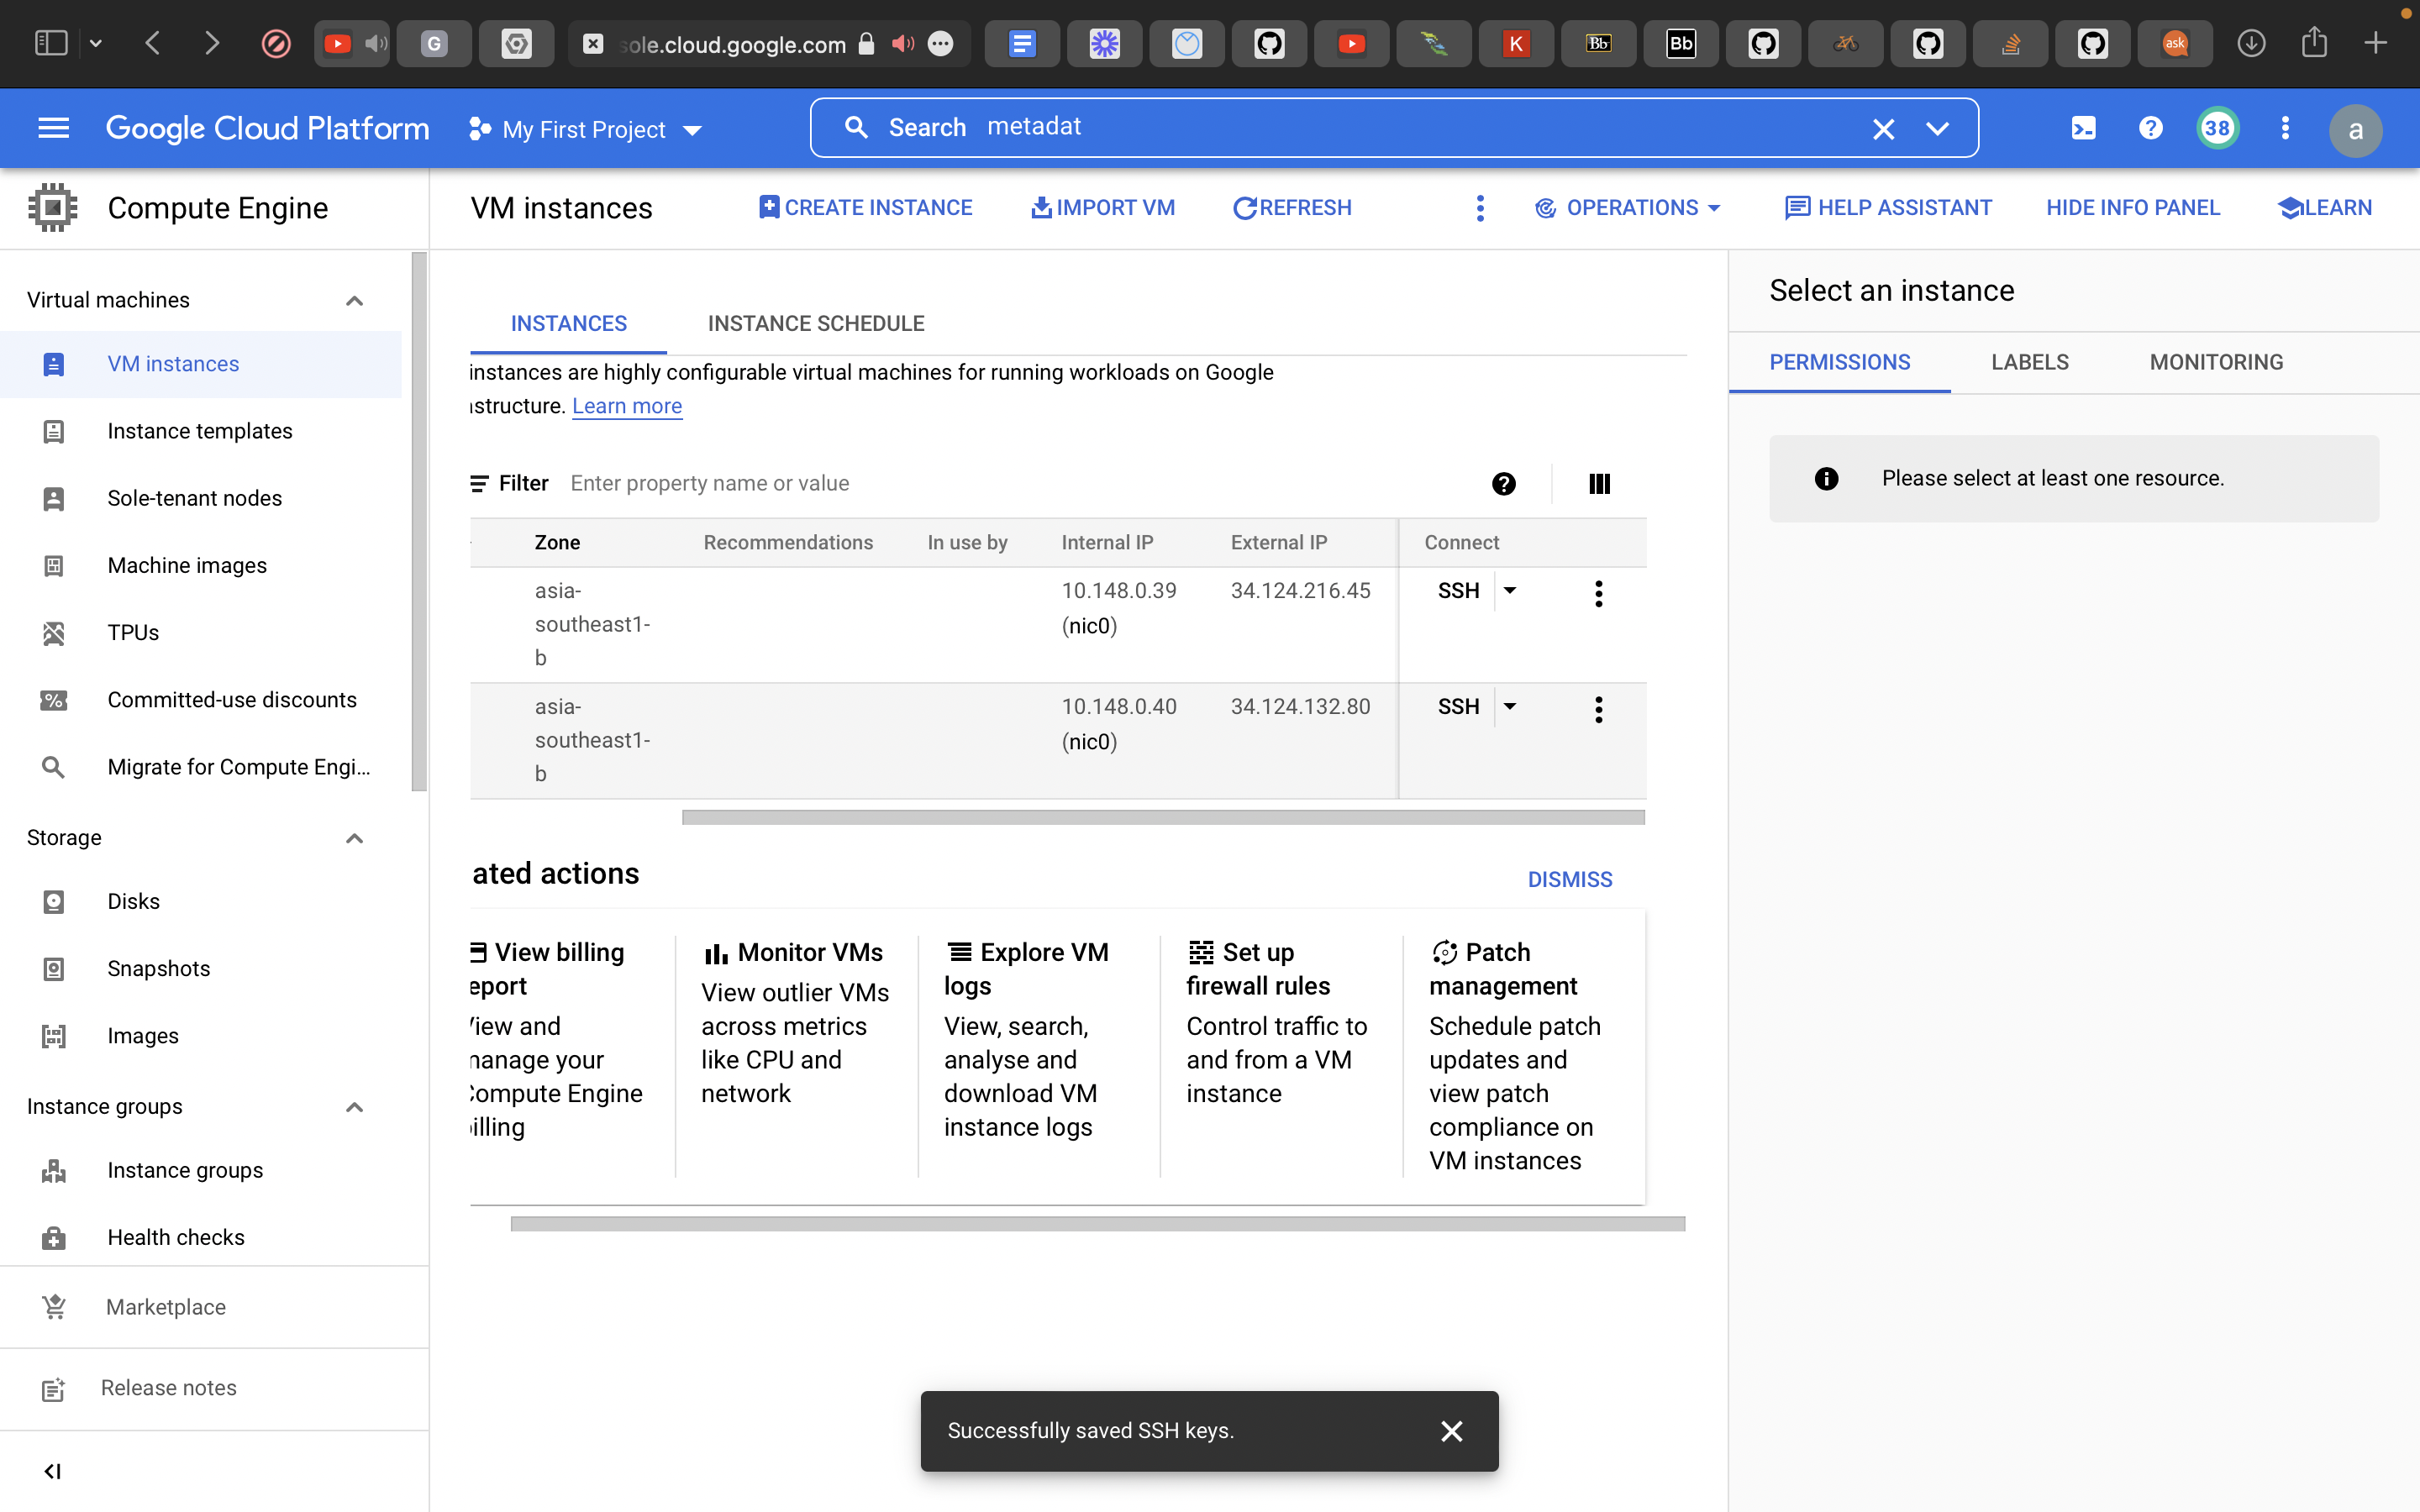 G
sole.cloud.google.com
K
Bb
Bb
ask
Google Cloud Platform
My First Project
Search metadat
38
a
Compute Engine
VM instances
CREATE INSTANCE
IMPORT VM
REFRESH
OPERATIONS
HELP ASSISTANT
HIDE INFO PANEL
LEARN
Virtual machines
VM instances
Instance templates
Sole-tenant nodes
Machine images
TPUs
Committed-use discounts
Migrate for Compute Engi...
Storage
Disks
Snapshots
Images
Instance groups
Instance groups
Health checks
Marketplace
Release notes
INSTANCES
INSTANCE SCHEDULE
instances are highly configurable virtual machines for running workloads on Google
astructure. Learn more
Filter Enter property name or value
Zone Recommendations In use by Internal IP External IP Connect
asia-
southeast1-
b
10.148.0.39
(nic0)
34.124.216.45
SSH
asia-
southeast1-
b
10.148.0.40
(nic0)
34.124.132.80
SSH
ated actions
DISMISS
View billing
eport
View and
manage your
Compute Engine
billing
Monitor VMs
View outlier VMs
across metrics
like CPU and
network
Explore VM
logs
View, search,
analyse and
download VM
instance logs
Set up
firewall rules
Control traffic to
and from a VM
instance
Patch
management
Schedule patch
updates and
view patch
compliance on
VM instances
Select an instance
PERMISSIONS
LABELS
MONITORING
Please select at least one resource.
Successfully saved SSH keys.